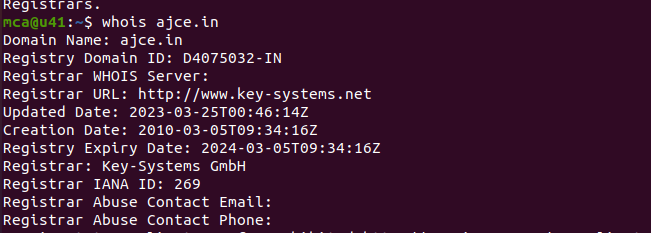 Registrars.
mca@u41:~$ whois ajce.in
Domain Name: ajce.in
Registry Domain ID: D4075032-IN
Registrar WHOIS Server:
Registrar URL: http://www.key-systems.net
Updated Date: 2023-03-25T00:46:14Z
Creation Date: 2010-03-05T09:34:16Z
Registry Expiry Date: 2024-03-05T09:34:16Z
Registrar: Key-Systems GmbH
Registrar IANA ID: 269
Registrar Abuse Contact Email:
Registrar Abuse Contact Phone: